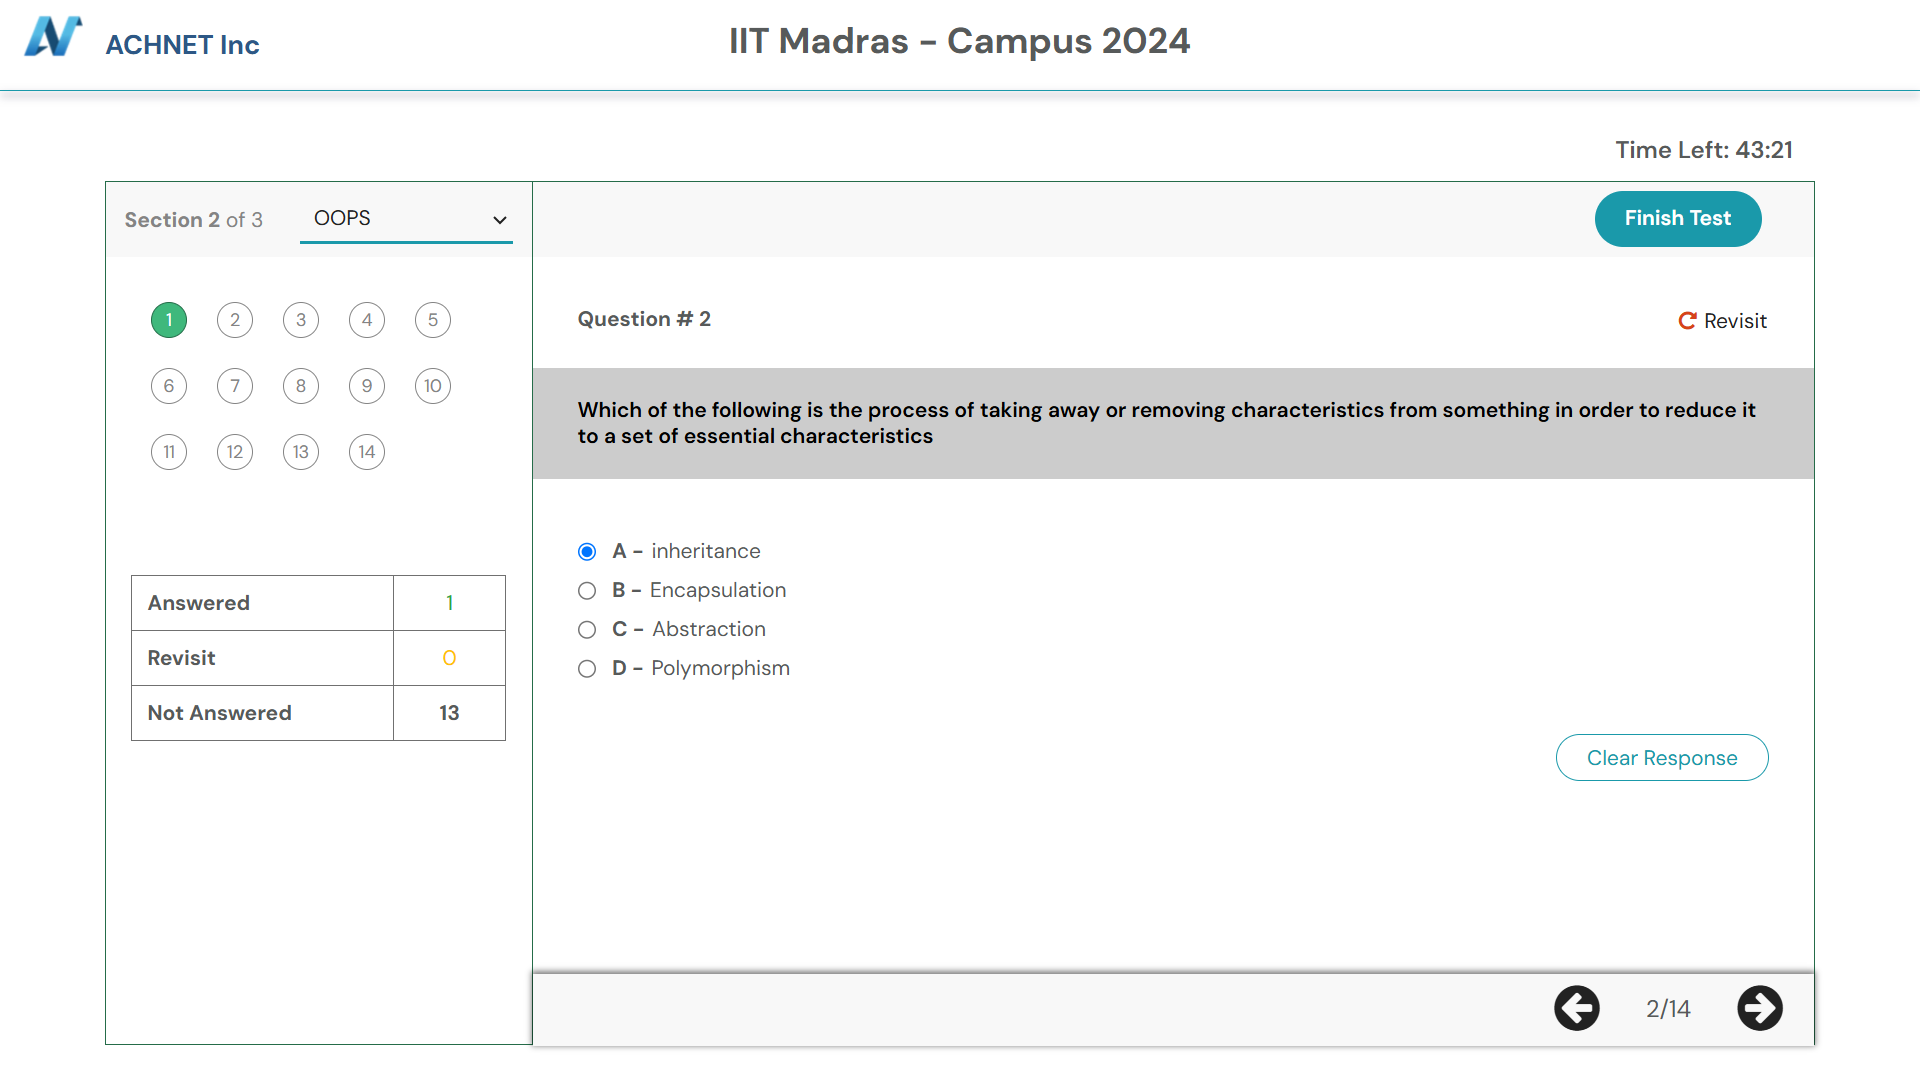 ACHNET Inc
IIT Madras - Campus 2024
Time Left: 43:21
Section 2 of 3
OOPS
Finish Test
1 2 3 4 5
6 7 8 9 10
11 12 13 14
Question # 2
Revisit
Which of the following is the process of taking away or removing characteristics from something in order to reduce it
to a set of essential characteristics
A - inheritance
B - Encapsulation
C - Abstraction
D - Polymorphism
Answered 1
Revisit 0
Not Answered 13
Clear Response
2/14